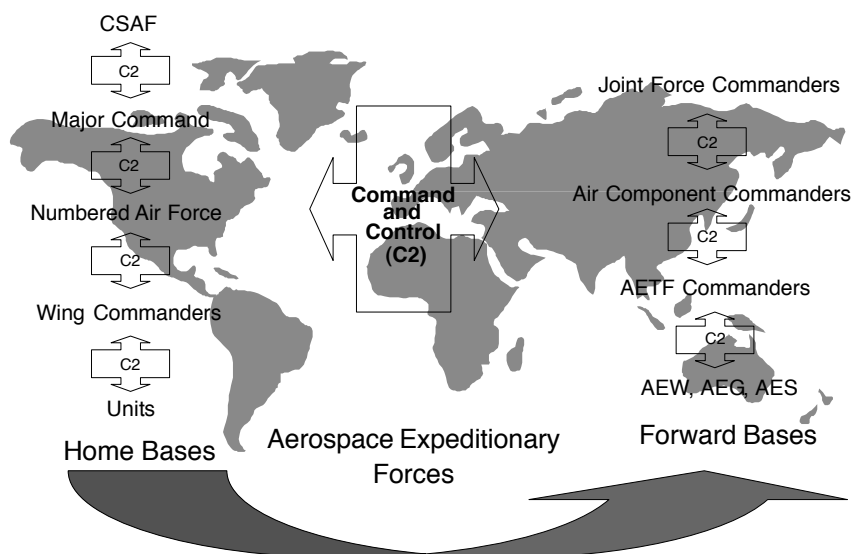 CSAF
C2
Major Command
C2
Numbered Air Force
C2
Wing Commanders
C2
Units
Home Bases
Command
and
Control
(C2)
Aerospace Expeditionary
Forces
Joint Force Commanders
C2
Air Component Commanders
C2
AETF Commanders
C2
AEW, AEG, AES
Forward Bases